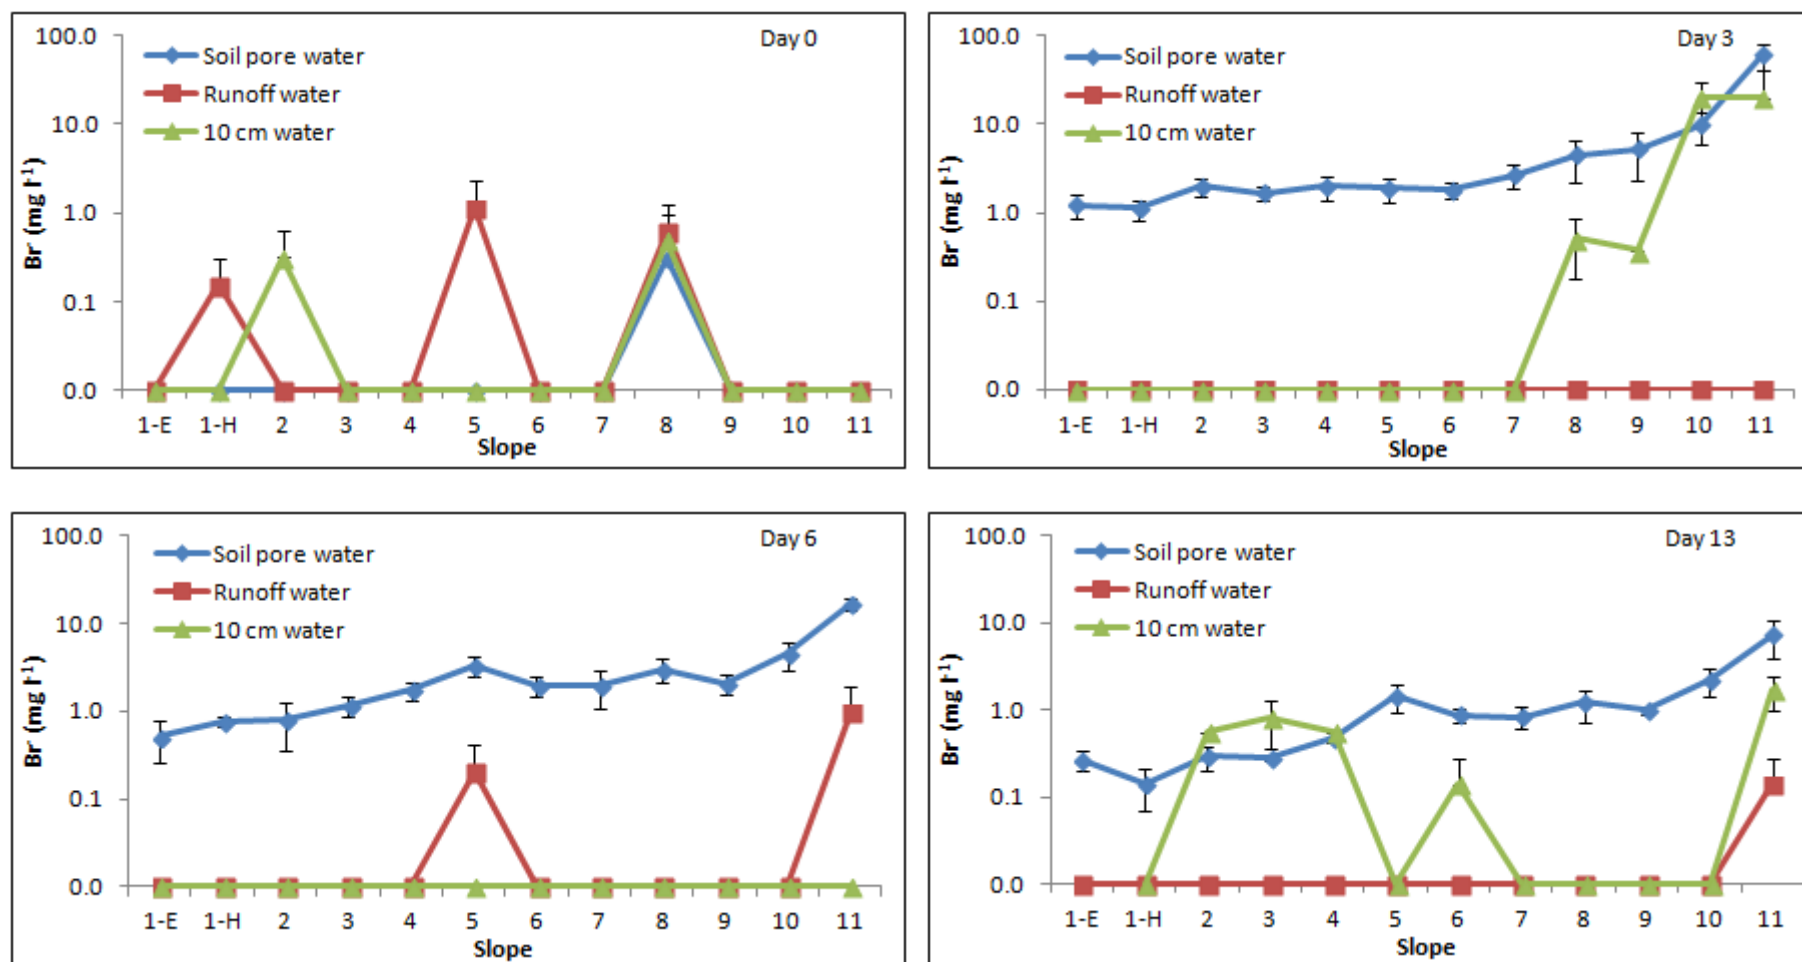 Day 0
Soil pore water
Runoff water
10 cm water
100.0
10.0
1.0
0.1
0.0
Br⁻ (mg l⁻¹)
1-E 1-H 2 3 4 5 6 7 8 9 10 11
Slope
Day 3
Soil pore water
Runoff water
10 cm water
100.0
10.0
1.0
0.1
0.0
Br⁻ (mg l⁻¹)
1-E 1-H 2 3 4 5 6 7 8 9 10 11
Slope
Day 6
Soil pore water
Runoff water
10 cm water
100.0
10.0
1.0
0.1
0.0
Br⁻ (mg l⁻¹)
1-E 1-H 2 3 4 5 6 7 8 9 10 11
Slope
Day 13
Soil pore water
Runoff water
10 cm water
100.0
10.0
1.0
0.1
0.0
Br⁻ (mg l⁻¹)
1-E 1-H 2 3 4 5 6 7 8 9 10 11
Slope